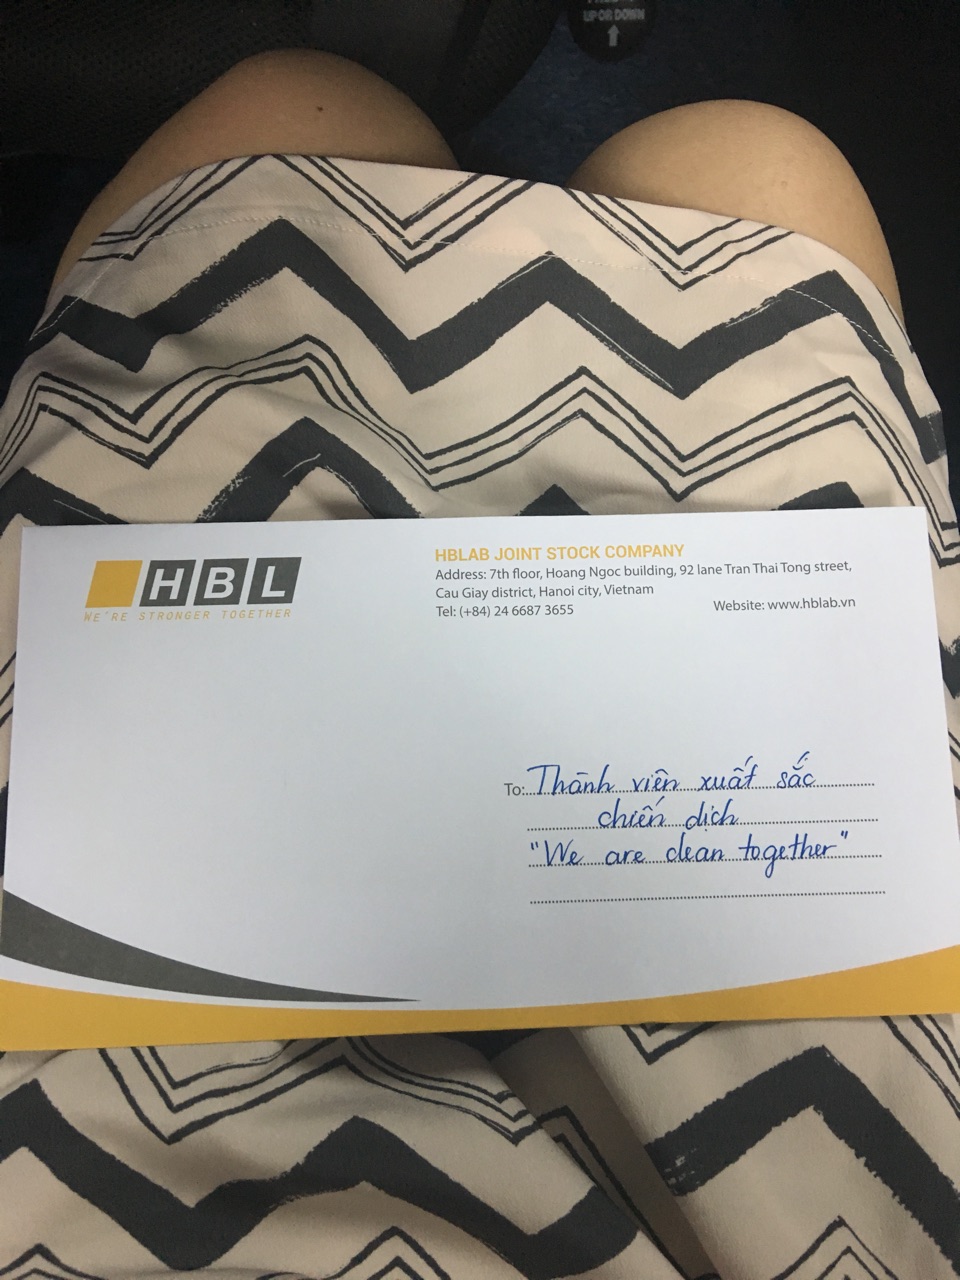 UP OR DOWN
HBL
WE'RE STRONGER TOGETHER
HBLAB JOINT STOCK COMPANY
Address: 7th floor, Hoang Ngoc building, 92 lane Tran Thai Tong street,
Cau Giay district, Hanoi city, Vietnam
Tel: (+84) 24 6687 3655 Website: www.hblab.vn
To: Thành viên xuất sắc
chiến dịch
"We are clean together"